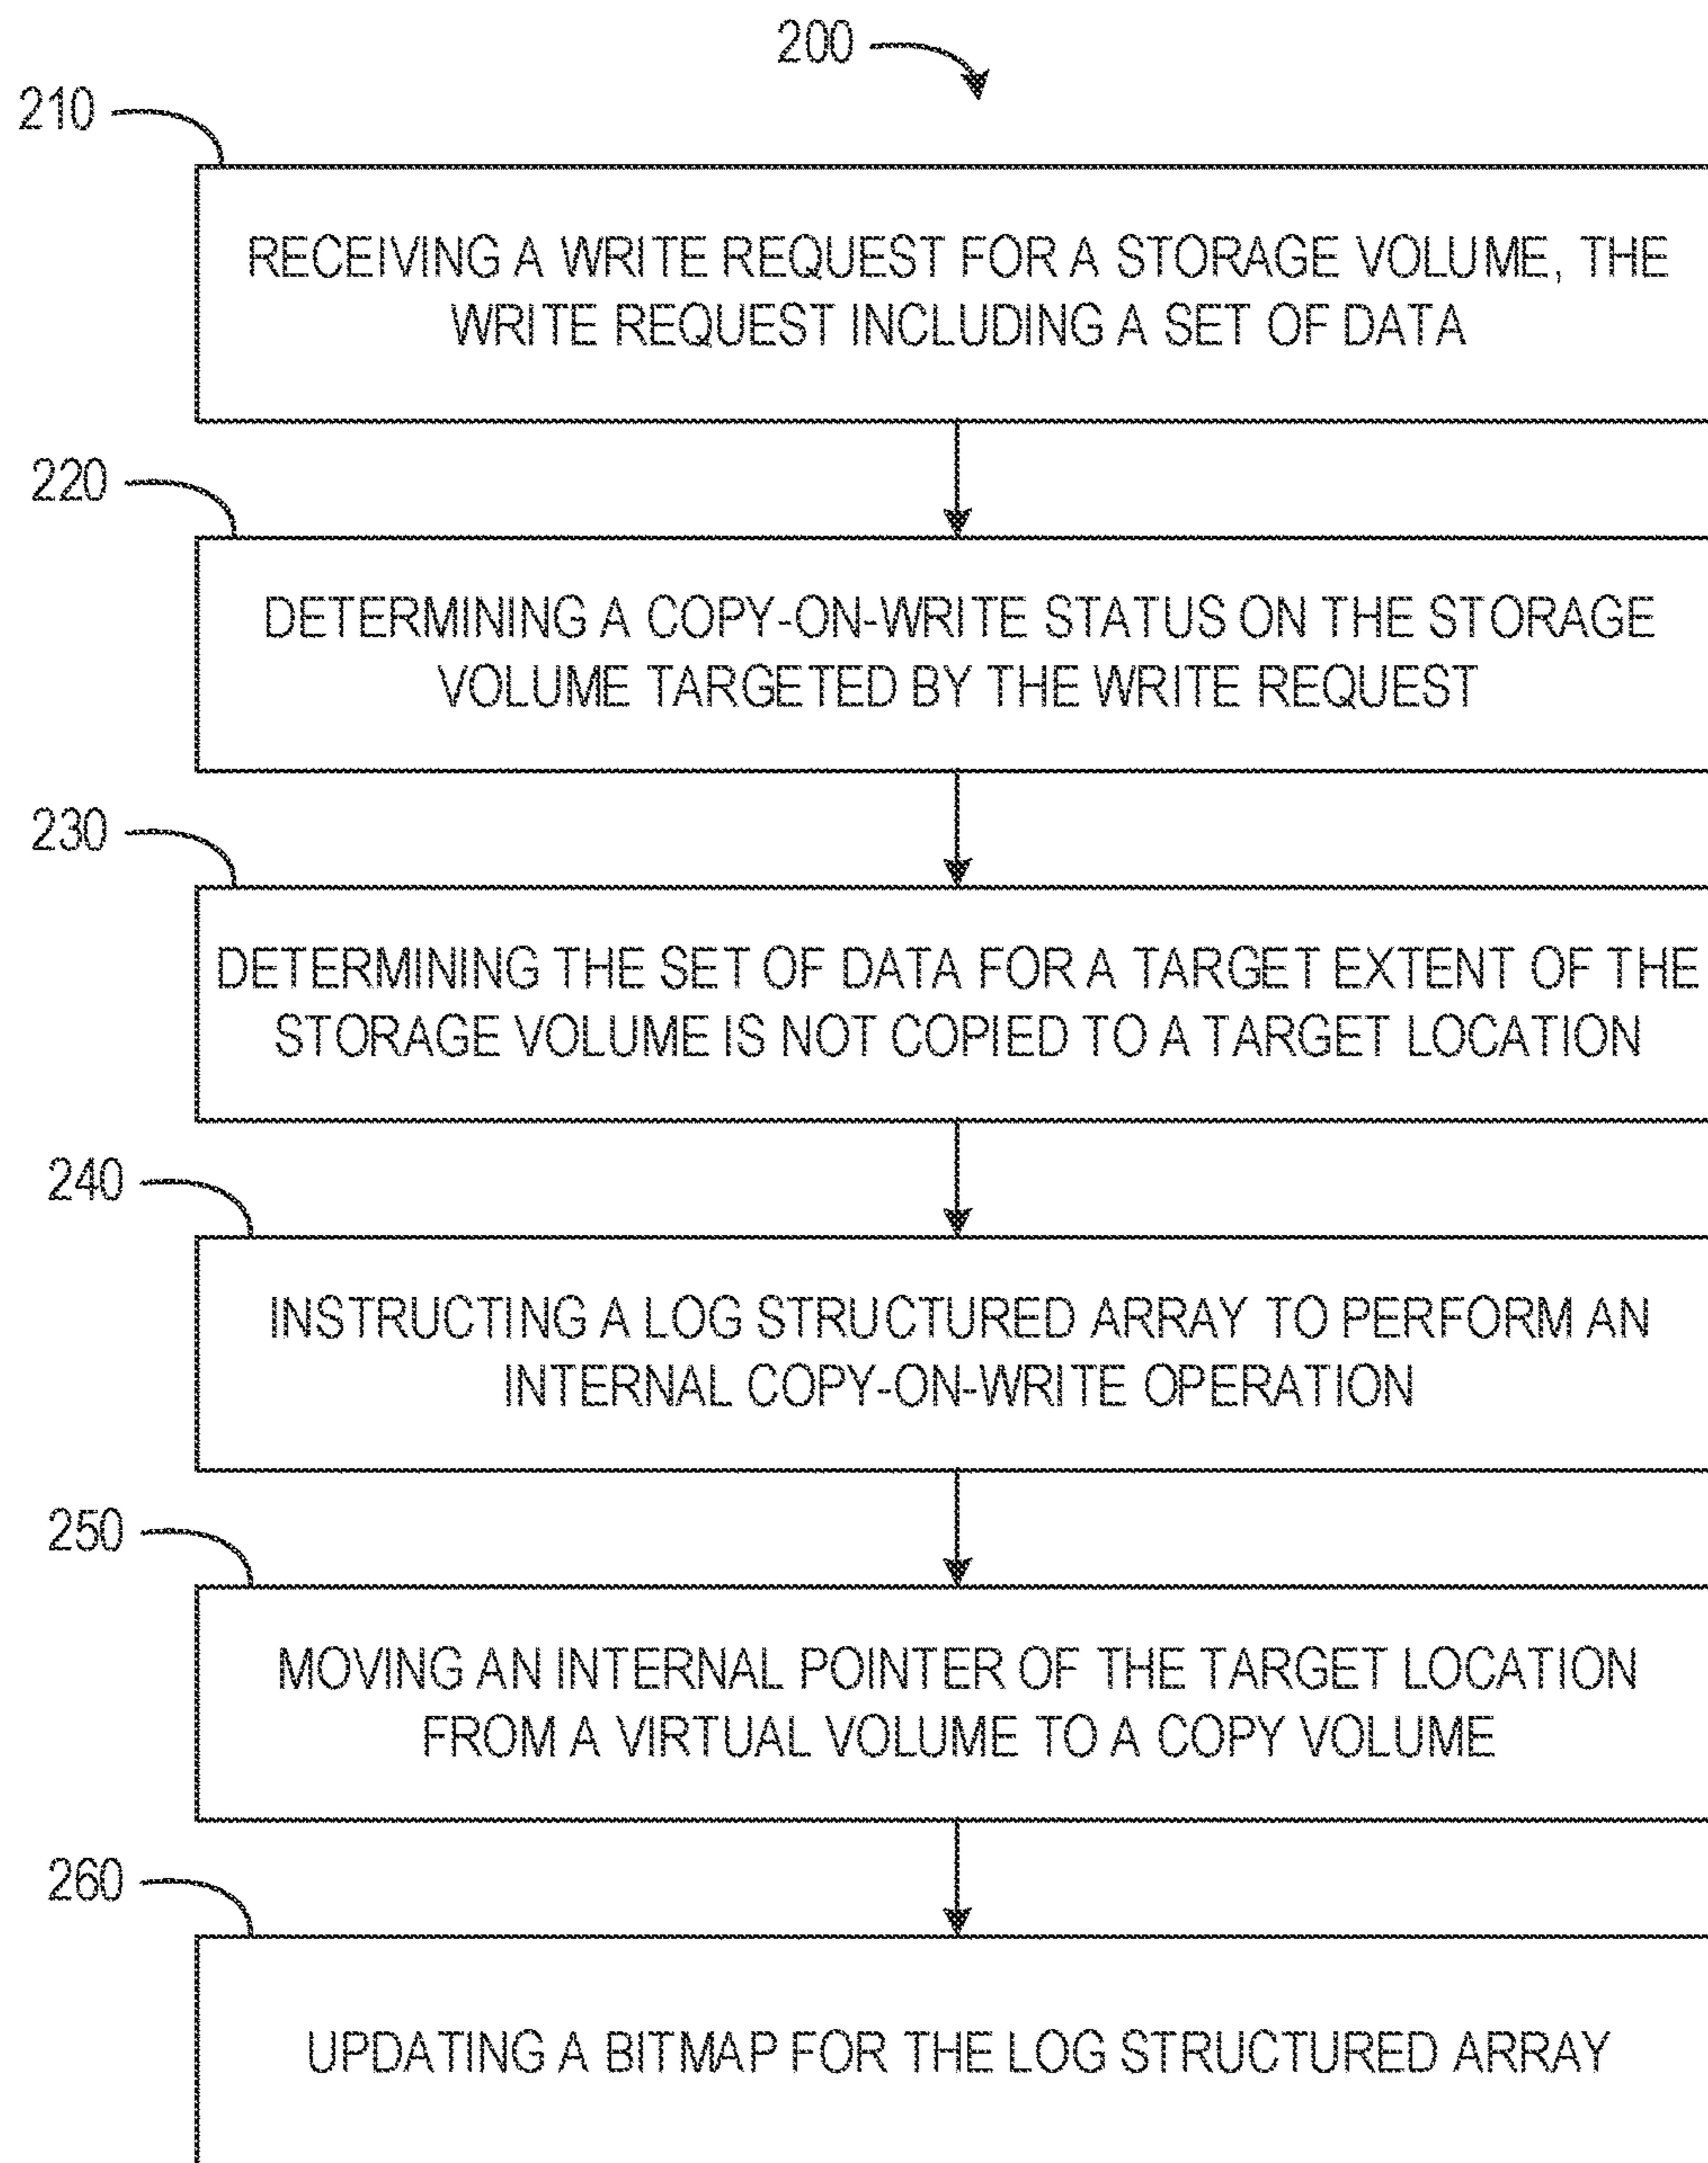 200
210
RECEIVING A WRITE REQUEST FOR A STORAGE VOLUME, THE
WRITE REQUEST INCLUDING A SET OF DATA
220
DETERMINING A COPY-ON-WRITE STATUS ON THE STORAGE
VOLUME TARGETED BY THE WRITE REQUEST
230
DETERMINING THE SET OF DATA FOR A TARGET EXTENT OF THE
STORAGE VOLUME IS NOT COPIED TO A TARGET LOCATION
240
INSTRUCTING A LOG STRUCTURED ARRAY TO PERFORM AN
INTERNAL COPY-ON-WRITE OPERATION
250
MOVING AN INTERNAL POINTER OF THE TARGET LOCATION
FROM A VIRTUAL VOLUME TO A COPY VOLUME
260
UPDATING A BITMAP FOR THE LOG STRUCTURED ARRAY